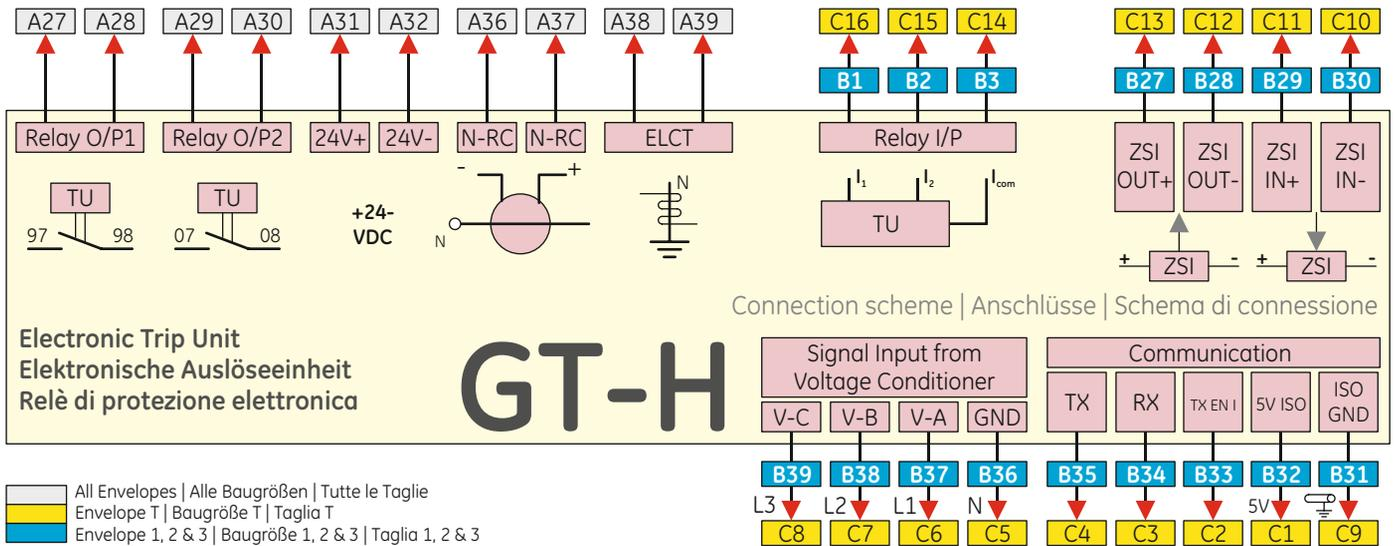 A27 A28 A29 A30 A31 A32 A36 A37 A38 A39 C16 C15 C14 C13 C12 C11 C10
B1 B2 B3 B27 B28 B29 B30
Relay O/P1 Relay O/P2 24V+ 24V- N-RC N-RC ELCT Relay I/P
ZSI OUT+
ZSI OUT-
ZSI IN+
ZSI IN-
TU
97 98
TU
07 08
+24-
VDC
- +
N
N
I1 I2 Icom
TU
+ ZSI -
+ ZSI -
Connection scheme | Anschlüsse | Schema di connessione
Electronic Trip Unit
Elektronische Auslöseeinheit
Relè di protezione elettronica
GT-H
Signal Input from
Voltage Conditioner
V-C V-B V-A GND
Communication
TX RX TX EN I 5V ISO ISO GND
B39 B38 B37 B36 B35 B34 B33 B32 B31
L3 L2 L1 N 5V
C8 C7 C6 C5 C4 C3 C2 C1 C9
All Envelopes | Alle Baugrößen | Tutte le Taglie
Envelope T | Baugröße T | Taglia T
Envelope 1, 2 & 3 | Baugröße 1, 2 & 3 | Taglia 1, 2 & 3